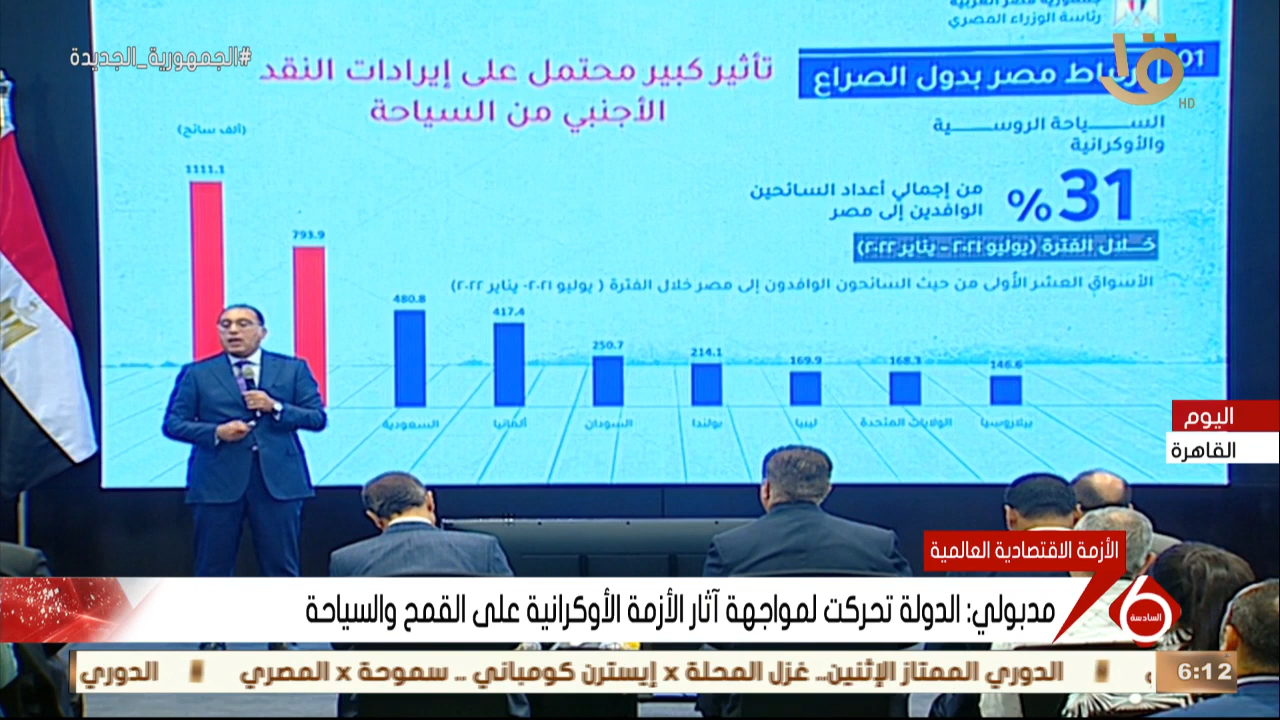 جمهورية مصر العربية
رئاسة الوزراء المصري
#الجمهورية_الجديدة
01
ارتباط مصر بدول الصراع
HD
تأثير كبير محتمل على إيرادات النقد
الأجنبي من السياحة
السياحة الروسية
والأوكرانية
31%
من إجمالي أعداد السائحين
الوافدين إلى مصر
خلال الفترة (يوليو ٢٠٢١ - يناير ٢٠٢٢)
الأسواق العشر الأولى من حيث السائحون الوافدون إلى مصر خلال الفترة ( يوليو ٢٠٢١- يناير ٢٠٢٢)
(ألف سائح)
1111.1
793.9
480.8
417.4
250.7
214.1
169.9
168.3
146.6
السعودية
ألمانيا
السودان
بولندا
ليبيا
الولايات المتحدة
بيلاروسيا
اليوم
القاهرة
الأزمة الاقتصادية العالمية
السادسة
مدبولي: الدولة تحركت لمواجهة آثار الأزمة الأوكرانية على القمح والسياحة
الدوري الممتاز الإثنين.. غزل المحلة x إيسترن كومباني .. سموحة x المصري
الدوري
6:12